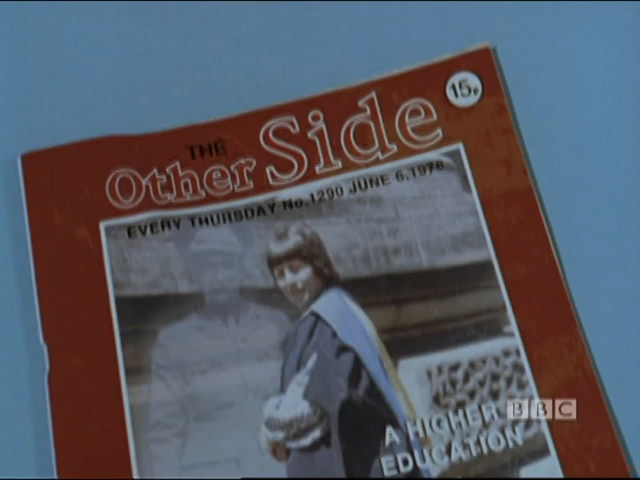 15p
THE
Other Side
EVERY THURSDAY No.1290 JUNE 6,1978
A HIGHER
EDUCATION
BBC